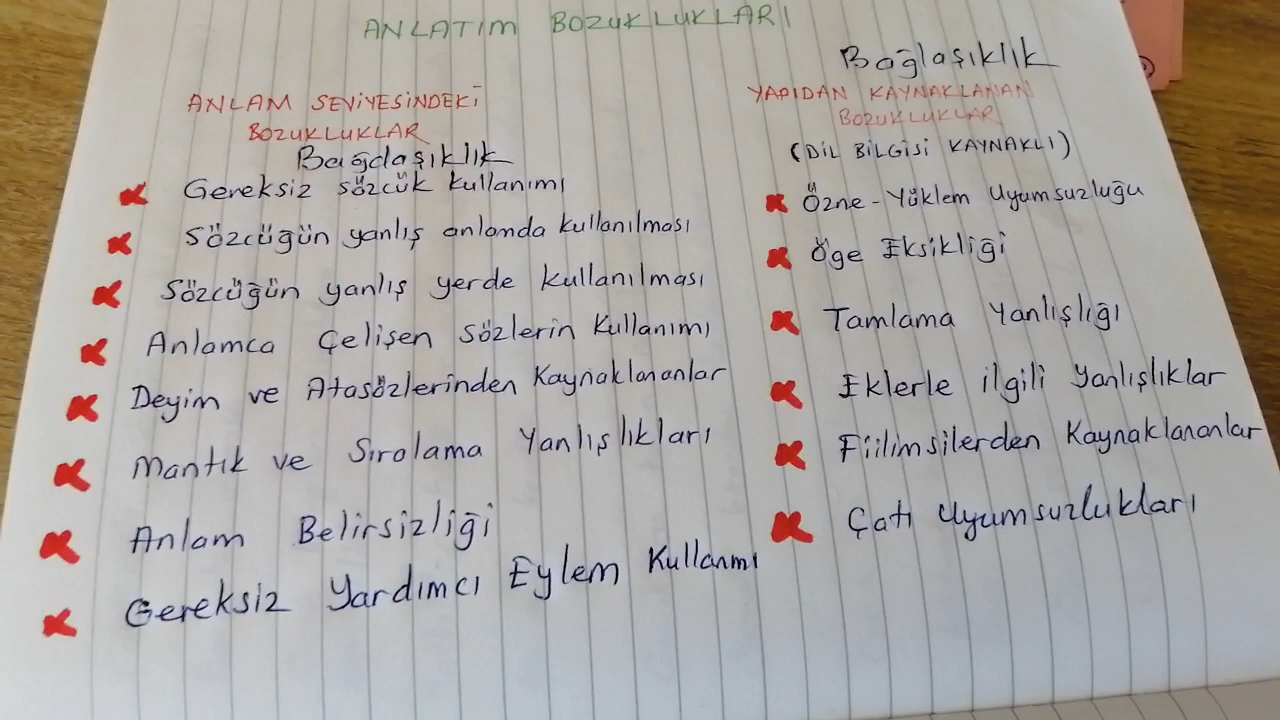 ANLATIM BOZUKLUKLARI
ANLAM SEVİYESİNDEKİ
BOZUKLUKLAR
Bağdaşıklık
Gereksiz sözcük kullanımı
Sözcüğün yanlış anlamda kullanılması
Sözcüğün yanlış yerde kullanılması
Anlamca Çelişen Sözlerin Kullanımı
Deyim ve Atasözlerinden Kaynaklananlar
Mantık ve Sıralama Yanlışlıkları
Anlam Belirsizliği
Gereksiz Yardımcı Eylem Kullanmı
Bağlaşıklık
YAPIDAN KAYNAKLANAN
BOZUKLUKLAR
(DİL BİLGİSİ KAYNAKLI)
Özne-Yüklem Uyumsuzluğu
Öge Eksikliği
Tamlama Yanlışlığı
Eklerle ilgili Yanlışlıklar
Fiilimsilerden Kaynaklananlar
Çatı Uyumsuzlukları